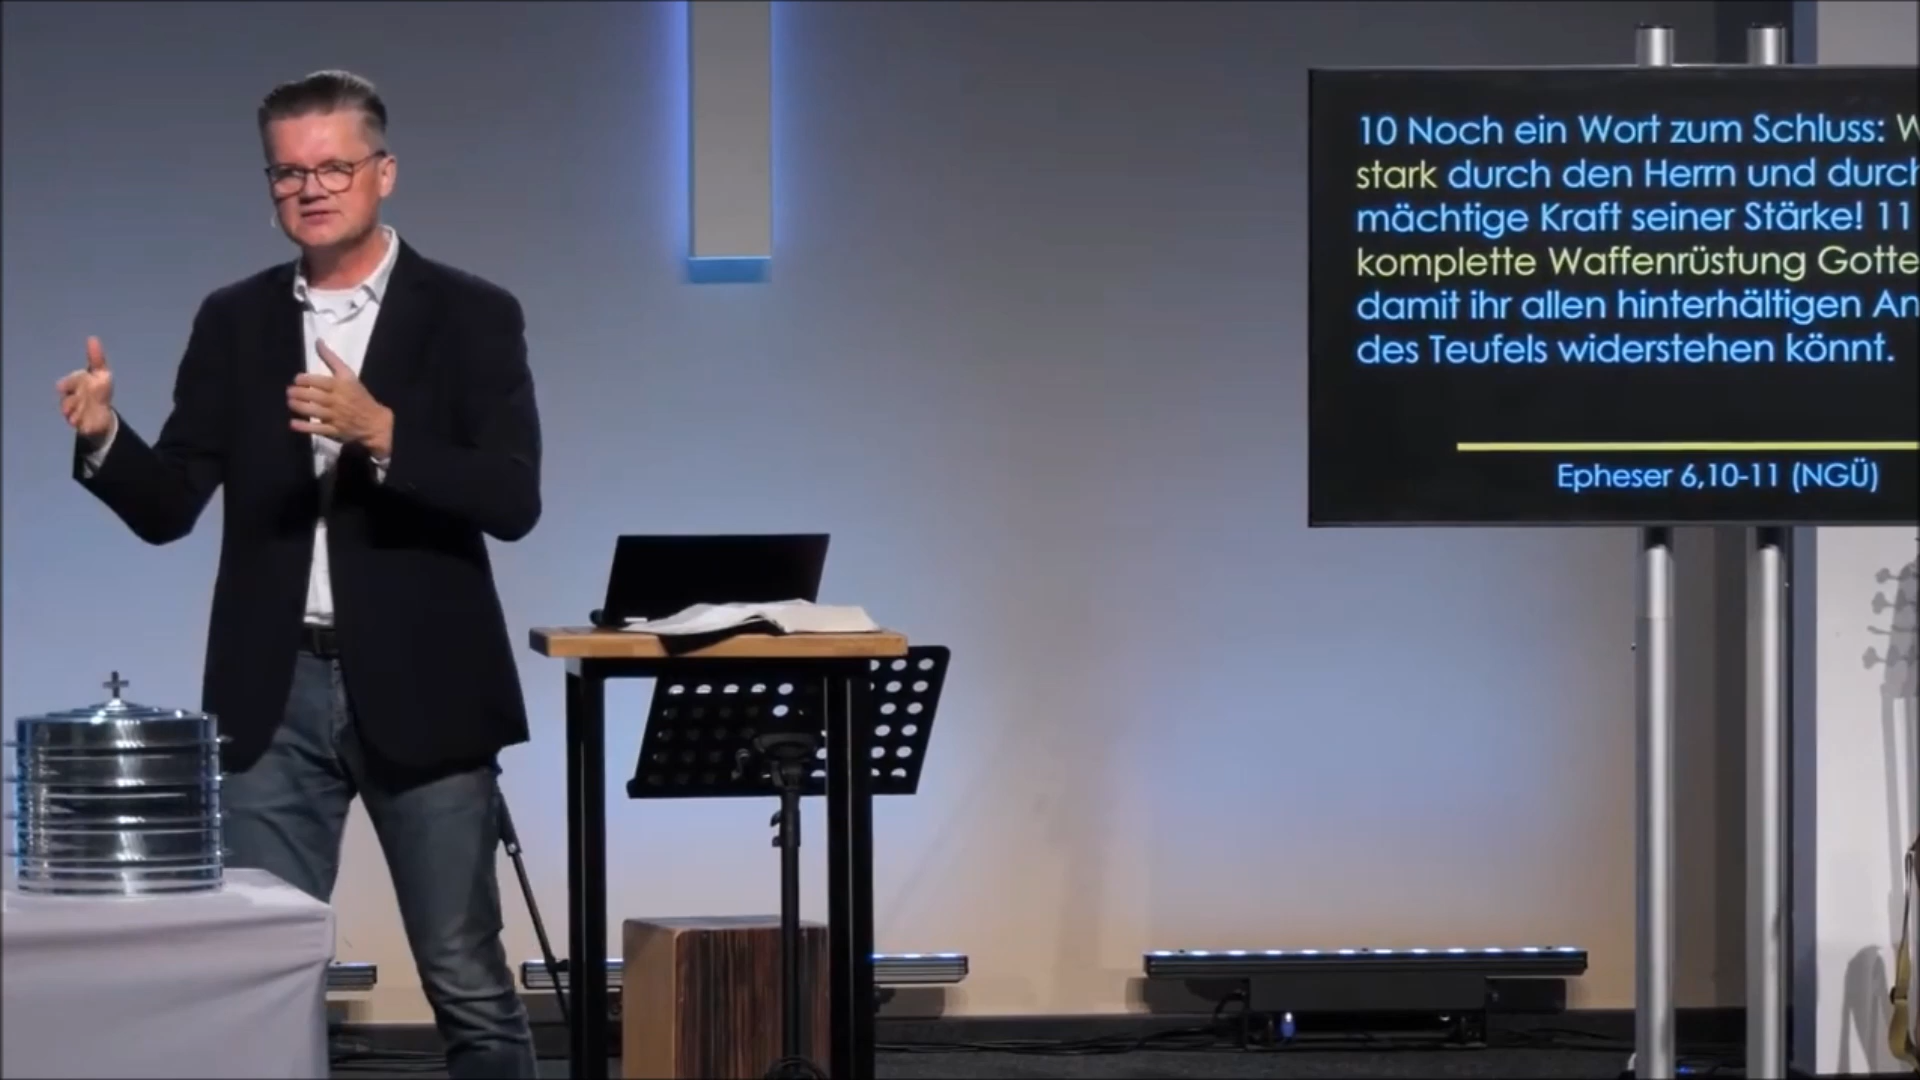 10 Noch ein Wort zum Schluss: W
stark durch den Herrn und durch
mächtige Kraft seiner Stärke! 11
komplette Waffenrüstung Gotte
damit ihr allen hinterhältigen An
des Teufels widerstehen könnt.
Epheser 6,10-11 (NGÜ)